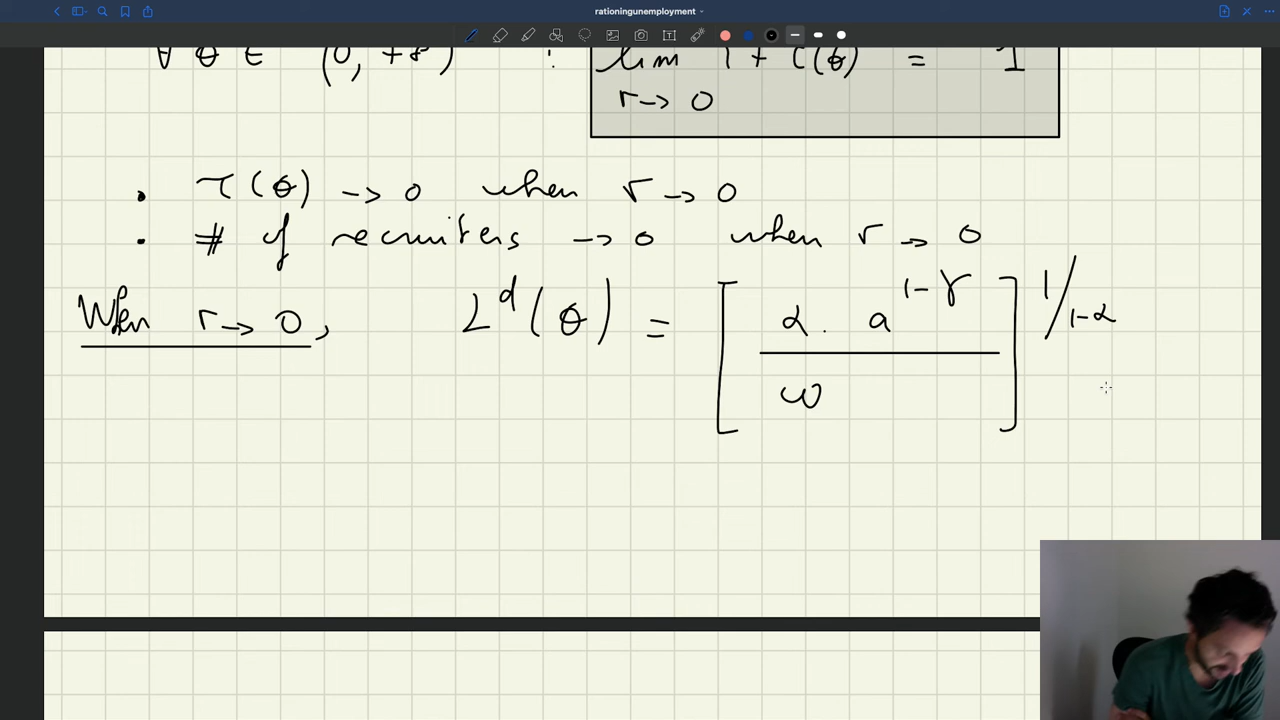 rationingunemployment
∀ θ ∈ (0, +∞) : lim 1 + τ(θ) = 1
r → 0
• τ(θ) → 0 when r → 0
• # of recruiters → 0 when r → 0
When r → 0, L^d(θ) = [ α · a^{1-γ} / ω ]^{1/1-α}